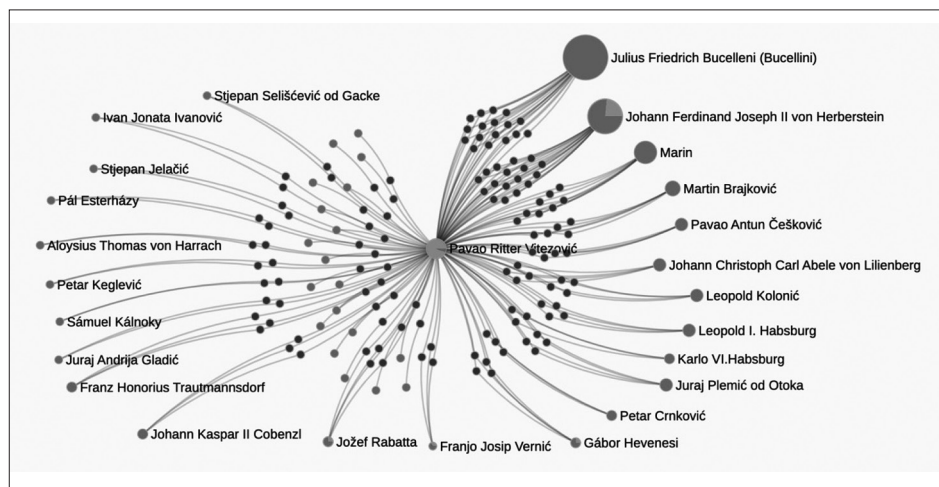 Julius Friedrich Bucelleni (Bucellini)
Stjepan Selišćević od Gacke
Ivan Jonata Ivanović
Johann Ferdinand Joseph II von Herberstein
Marin
Stjepan Jelačić
Martin Brajković
Pál Esterházy
Pavao Antun Češković
Aloysius Thomas von Harrach
Pavao Ritter Vitezović
Johann Christoph Carl Abele von Lilienberg
Petar Keglević
Leopold Kolonić
Sámuel Kálnoky
Leopold I. Habsburg
Juraj Andrija Gladić
Karlo VI.Habsburg
Franz Honorius Trautmannsdorf
Juraj Plemić od Otoka
Petar Crnković
Johann Kaspar II Cobenzl
Jožef Rabatta
Franjo Josip Vernić
Gábor Hevenesi